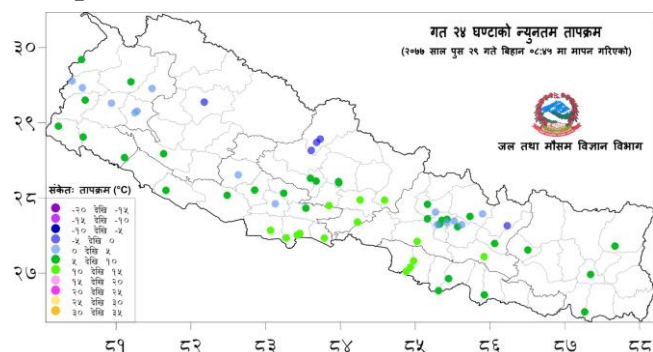 गत २४ घण्टाको न्युनतम तापक्रम
(२०७७ साल पुस २९ गते बिहान ०८:४५ मा मापन गरिएको)
जल तथा मौसम विज्ञान विभाग
३०
२९
२८
२७
संकेतः तापक्रम (°C)
-२० देखि -१५
-१५ देखि -१०
-१० देखि -५
-५ देखि ०
० देखि ५
५ देखि १०
१० देखि १५
१५ देखि २०
२० देखि २५
२५ देखि ३०
३० देखि ३५
८१ ८२ ८३ ८४ ८५ ८६ ८७ ८८